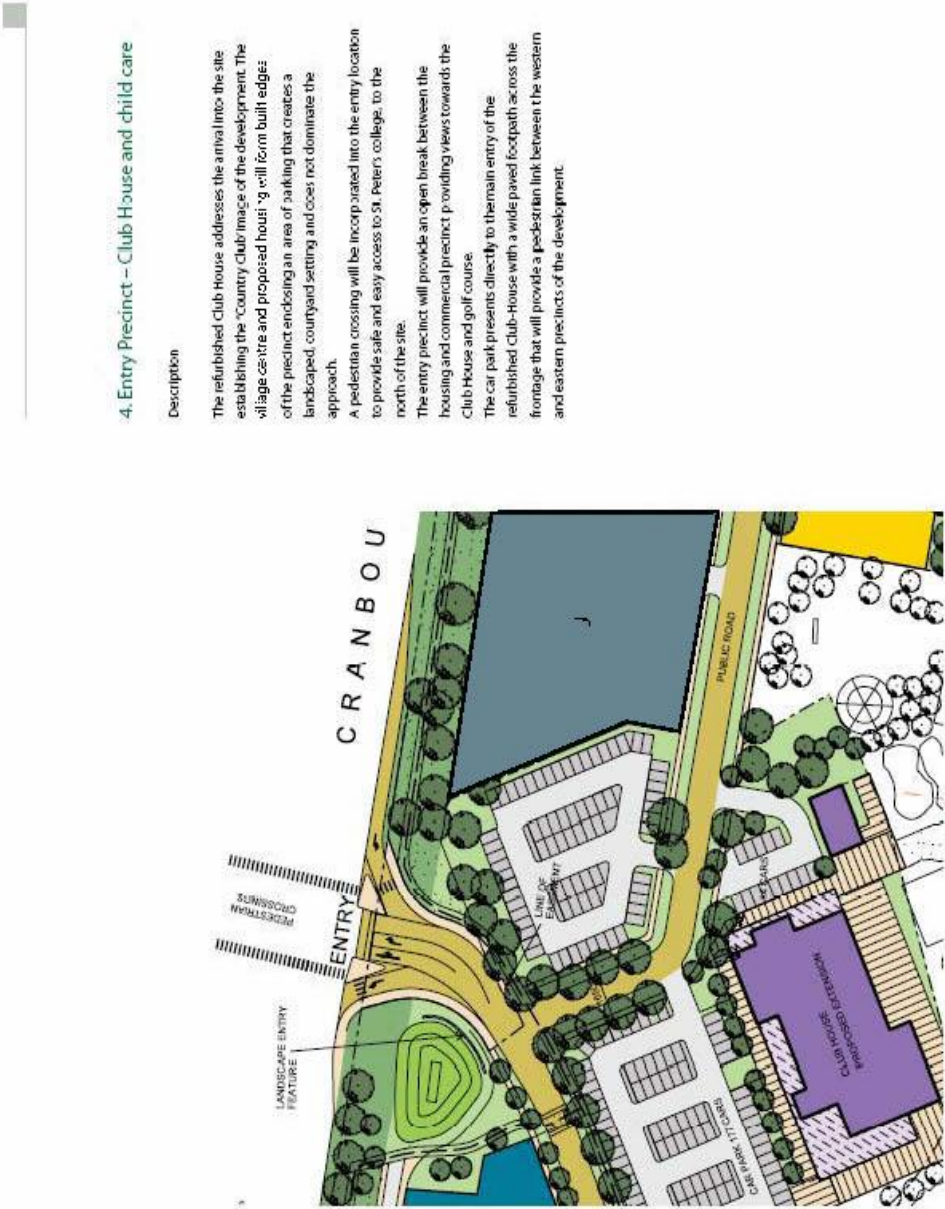 4. Entry Precinct – Club House and child care
Description
The refurbished Club House addresses the arrival into the site
establishing the "Country Club' image of the development. The
village centre and proposed housing will form built edges
of the precinct enclosing an area of parking that creates a
landscaped, courtyard setting and does not dominate the
approach.
A pedestrian crossing will be incorporated into the entry location
to provide safe and easy access to St. Peter's college, to the
north of the site.
The entry precinct will provide an open break between the
housing and commercial precinct providing views towards the
Club House and golf course.
The car park presents directly to the main entry of the
refurbished Club-House with a wide paved footpath across the
frontage that will provide a pedestrian link between the western
and eastern precincts of the development.
CRANBOU
PEDESTRIAN
CROSSINGS
ENTRY
LANDSCAPE ENTRY
FEATURE
LINE OF
EASEMENT
PUBLIC ROAD
CARS
CAR PARK 177 CARS
CLUB HOUSE
PROPOSED EXTENSION